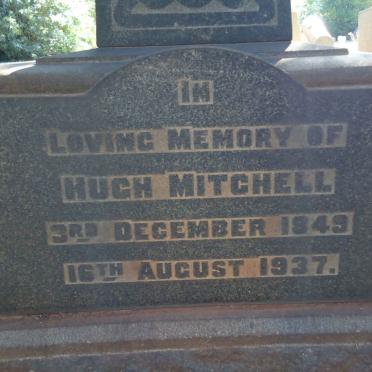 IN
LOVING MEMORY OF
HUGH MITCHELL
3RD DECEMBER 1849
16TH AUGUST 1937.